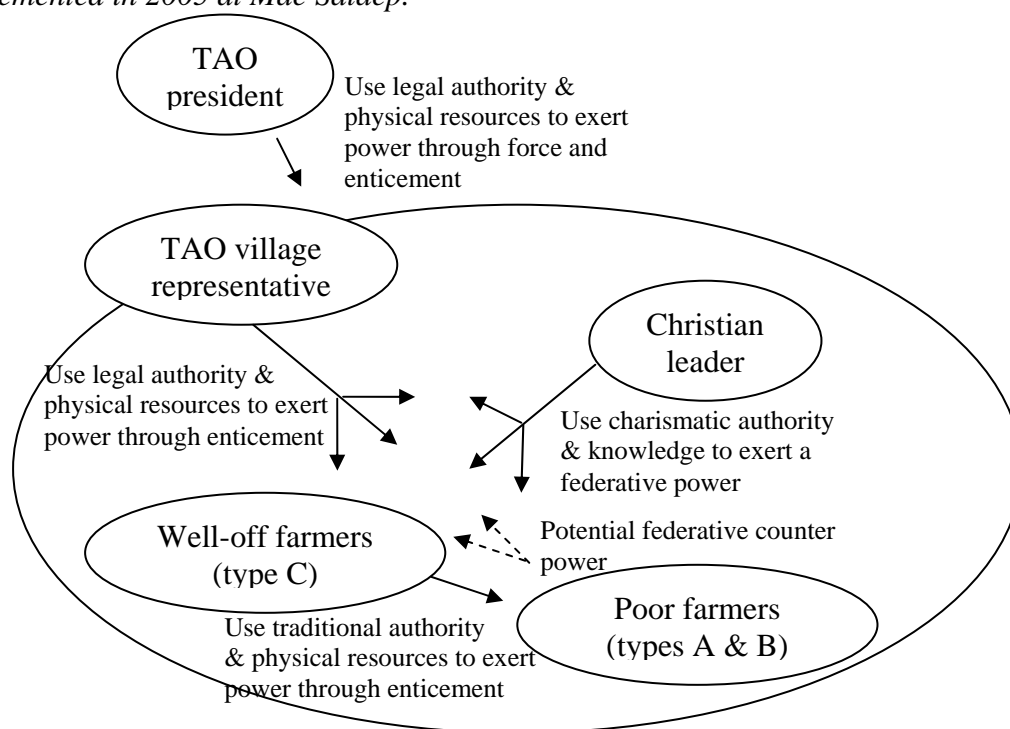 TAO
president
Use legal authority &
physical resources to exert
power through force and
enticement
TAO village
representative
Christian
leader
Use legal authority &
physical resources to exert
power through enticement
Use charismatic authority
& knowledge to exert a
federative power
Well-off farmers
(type C)
Potential federative counter
power
Poor farmers
(types A & B)
Use traditional authority
& physical resources to exert
power through enticement